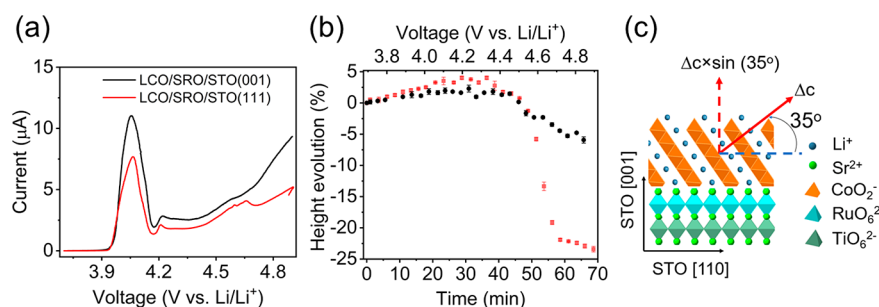 (a)
15
10
5
0
Current (µA)
LCO/SRO/STO(001)
LCO/SRO/STO(111)
3.9 4.2 4.5 4.8
Voltage (V vs. Li/Li⁺)
(b)
Voltage (V vs. Li/Li⁺)
3.8 4.0 4.2 4.4 4.6 4.8
5
0
-5
-10
-15
-20
-25
Height evolution (%)
0 10 20 30 40 50 60 70
Time (min)
(c)
Δc×sin (35º)
Δc
35º
STO [001]
STO [110]
Li⁺
Sr²⁺
CoO₂⁻
RuO₆²⁻
TiO₆²⁻